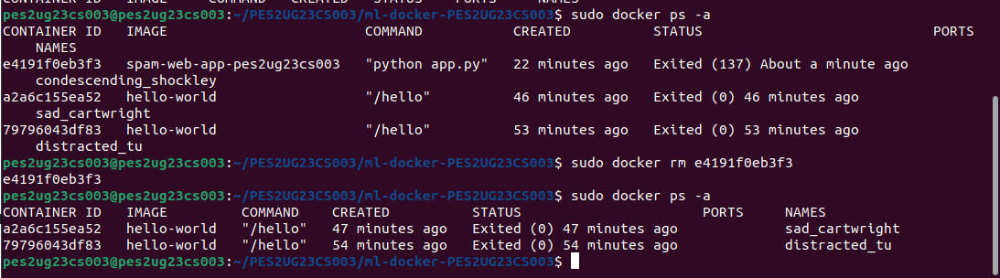 CONTAINER ID   IMAGE     COMMAND   CREATED   STATUS    PORTS     NAMES
pes2ug23cs003@pes2ug23cs003:~/PES2UG23CS003/ml-docker-PES2UG23CS003$ sudo docker ps -a
CONTAINER ID   IMAGE                        COMMAND           CREATED          STATUS                            PORTS
NAMES
e4191f0eb3f3   spam-web-app-pes2ug23cs003   "python app.py"   22 minutes ago   Exited (137) About a minute ago
condescending_shockley
a2a6c155ea52   hello-world                  "/hello"          46 minutes ago   Exited (0) 46 minutes ago
sad_cartwright
79796043df83   hello-world                  "/hello"          53 minutes ago   Exited (0) 53 minutes ago
distracted_tu
pes2ug23cs003@pes2ug23cs003:~/PES2UG23CS003/ml-docker-PES2UG23CS003$ sudo docker rm e4191f0eb3f3
e4191f0eb3f3
pes2ug23cs003@pes2ug23cs003:~/PES2UG23CS003/ml-docker-PES2UG23CS003$ sudo docker ps -a
CONTAINER ID   IMAGE         COMMAND    CREATED          STATUS                      PORTS     NAMES
a2a6c155ea52   hello-world   "/hello"   47 minutes ago   Exited (0) 47 minutes ago             sad_cartwright
79796043df83   hello-world   "/hello"   54 minutes ago   Exited (0) 54 minutes ago             distracted_tu
pes2ug23cs003@pes2ug23cs003:~/PES2UG23CS003/ml-docker-PES2UG23CS003$